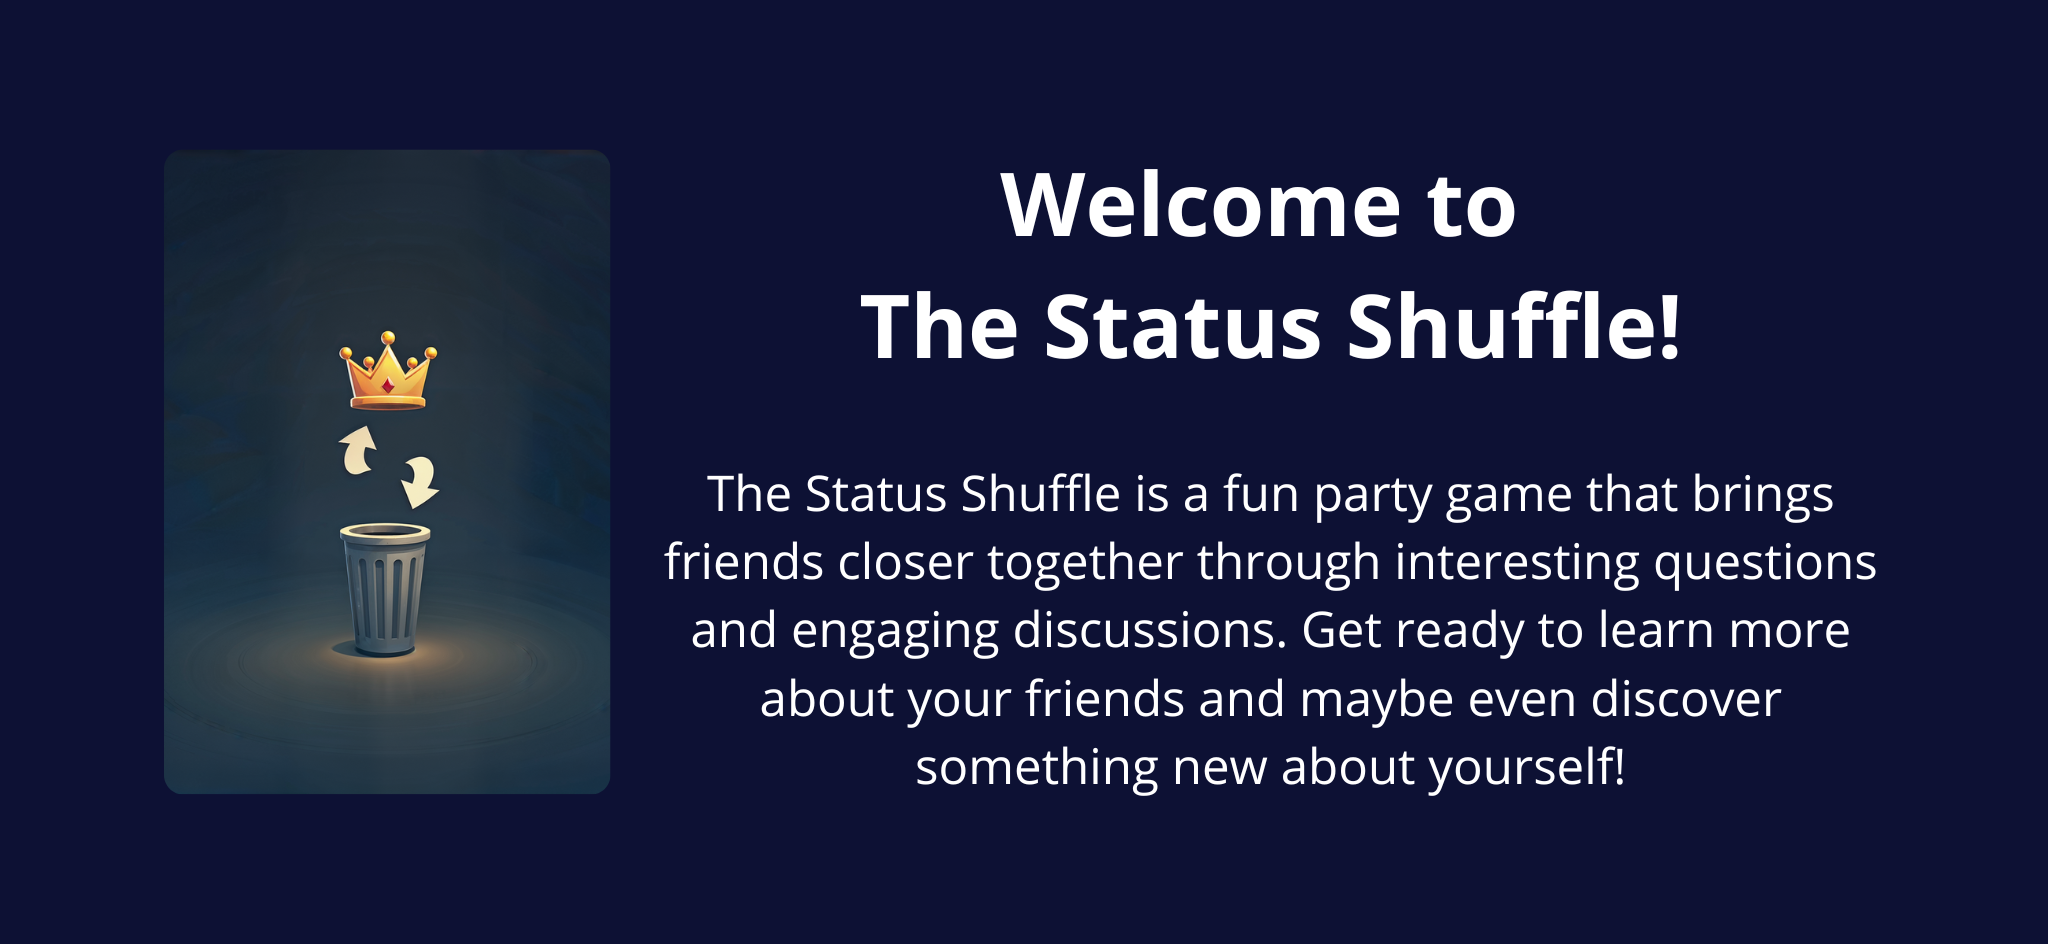 Welcome to
The Status Shuffle!
The Status Shuffle is a fun party game that brings
friends closer together through interesting questions
and engaging discussions. Get ready to learn more
about your friends and maybe even discover
something new about yourself!